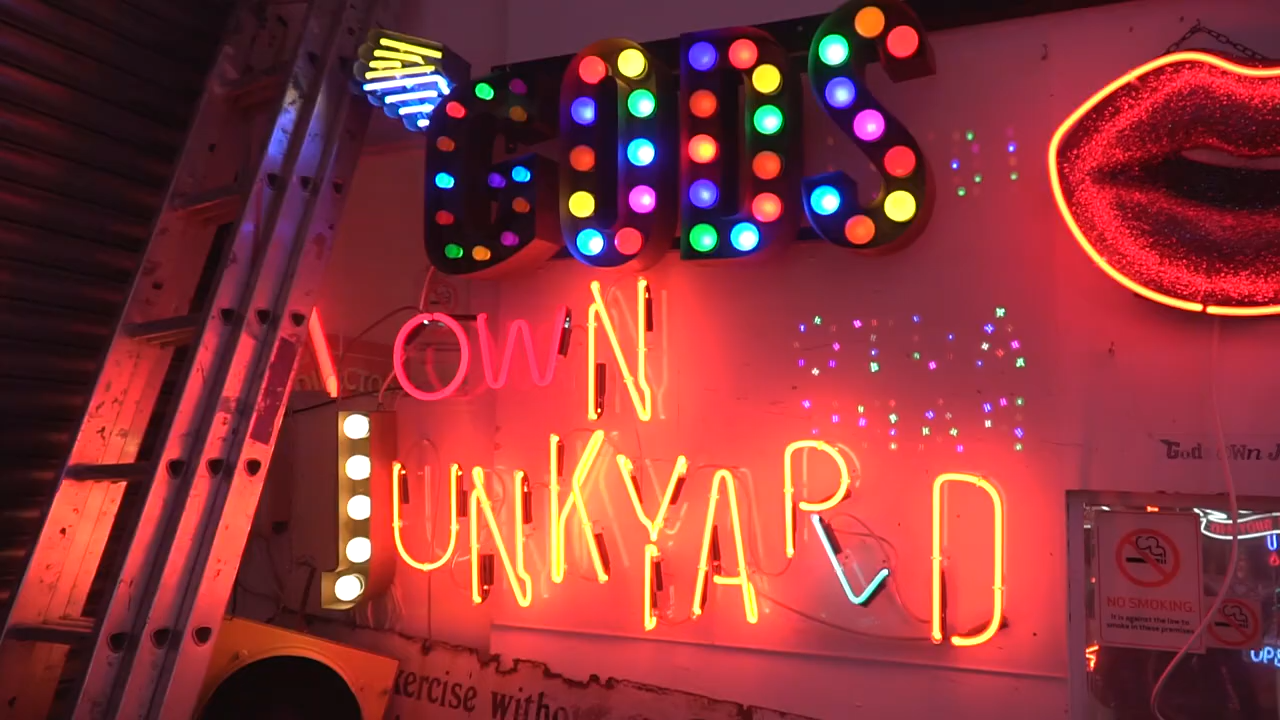 GODS
OWN
JUNKYARD
God's Own J
NO SMOKING.
It is against the law to
smoke in these premises
xercise witho